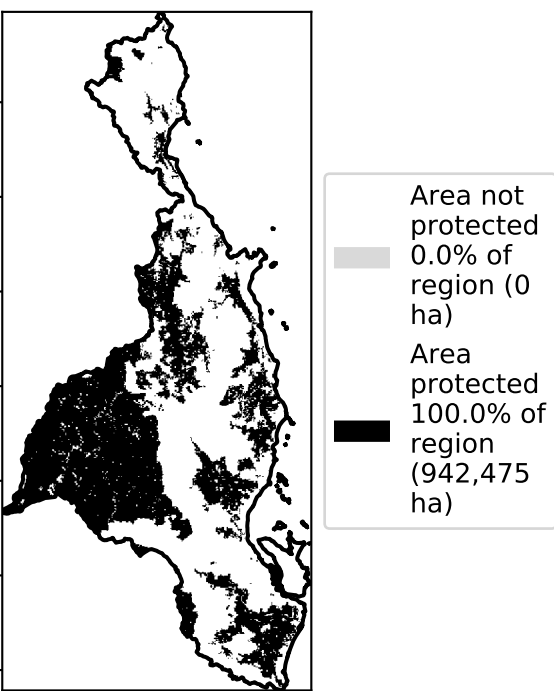 Area not
protected
0.0% of
region (0
ha)
Area
protected
100.0% of
region
(942,475
ha)